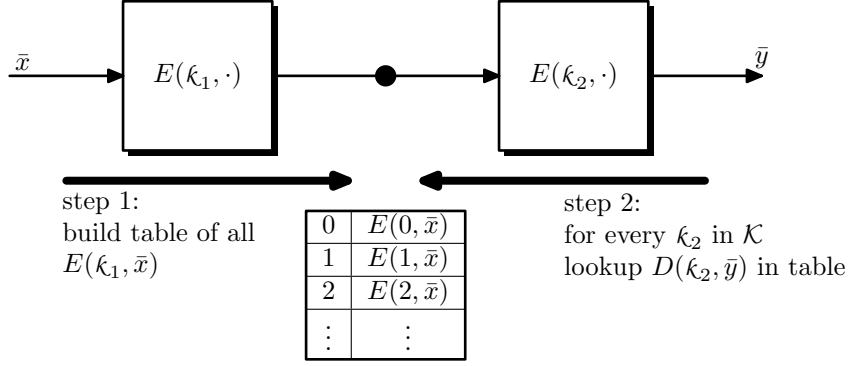 x̄
E(k₁, ·)
E(k₂, ·)
ȳ
step 1:
build table of all
E(k₁, x̄)
0 E(0, x̄)
1 E(1, x̄)
2 E(2, x̄)
⋮ ⋮
step 2:
for every k₂ in 𝒦
lookup D(k₂, ȳ) in table